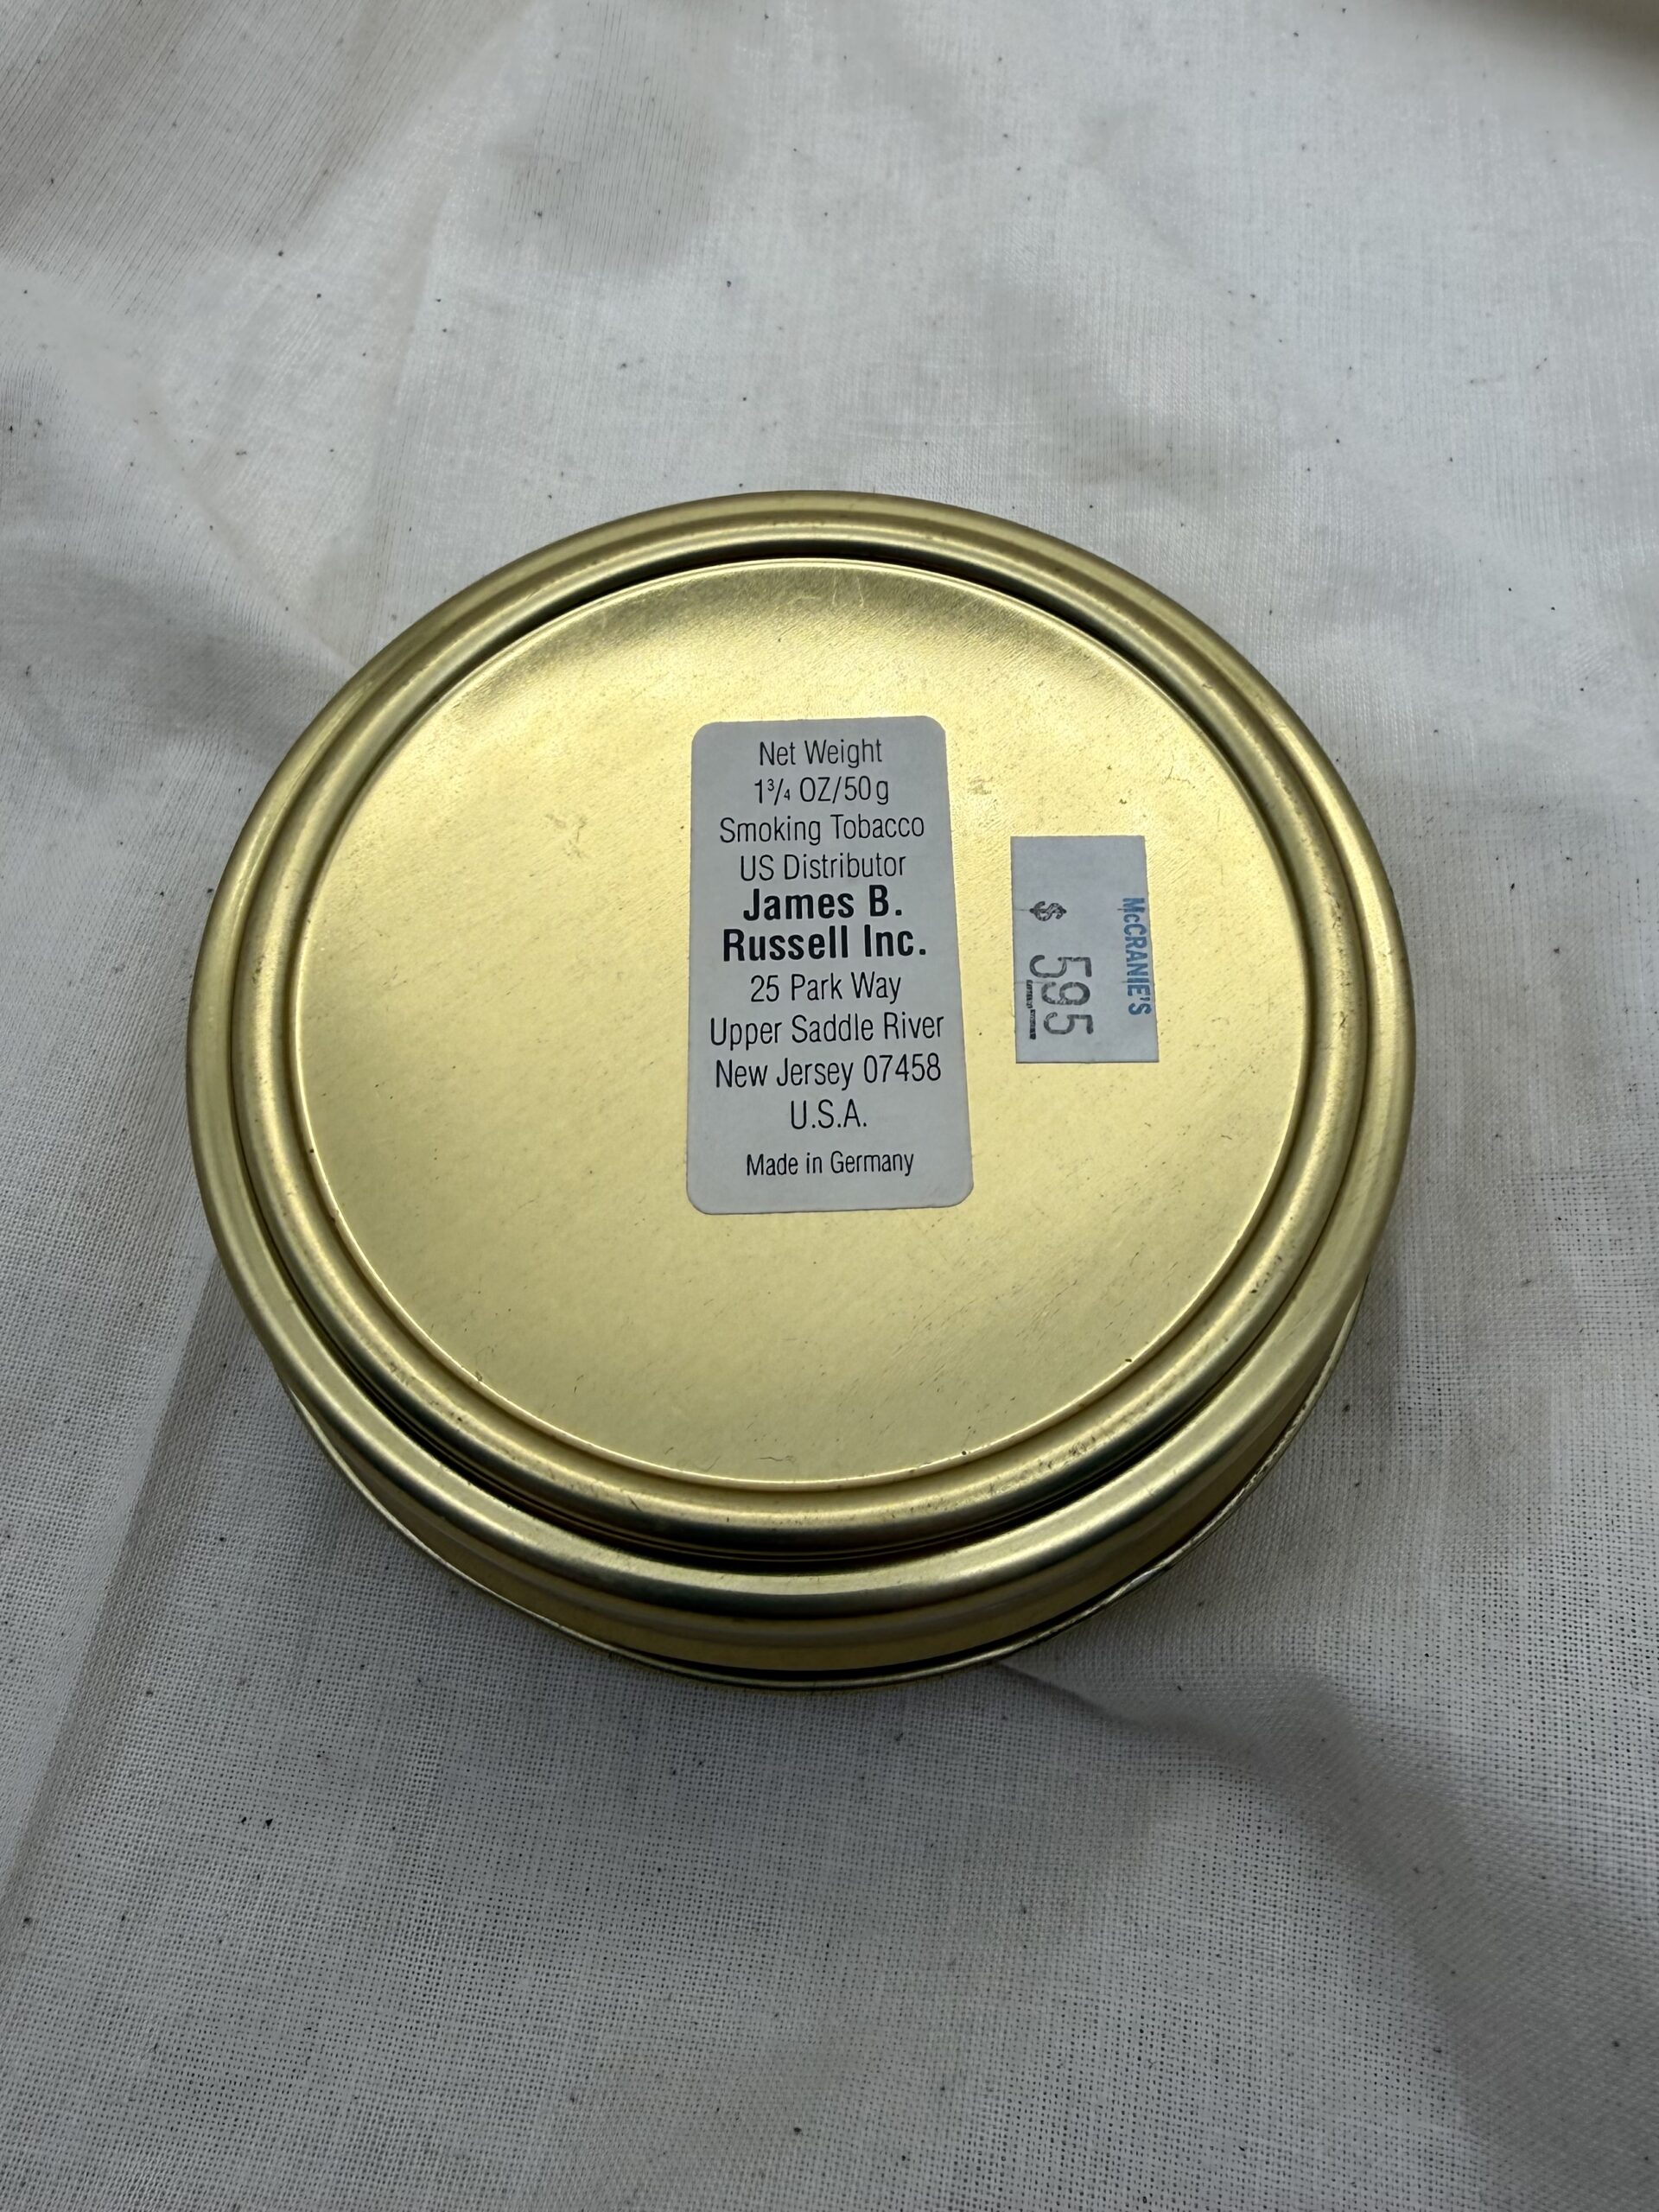 Net Weight
1¾ OZ/50g
Smoking Tobacco
US Distributor
James B.
Russell Inc.
25 Park Way
Upper Saddle River
New Jersey 07458
U.S.A.
Made in Germany
McCRANIE'S
$ 595